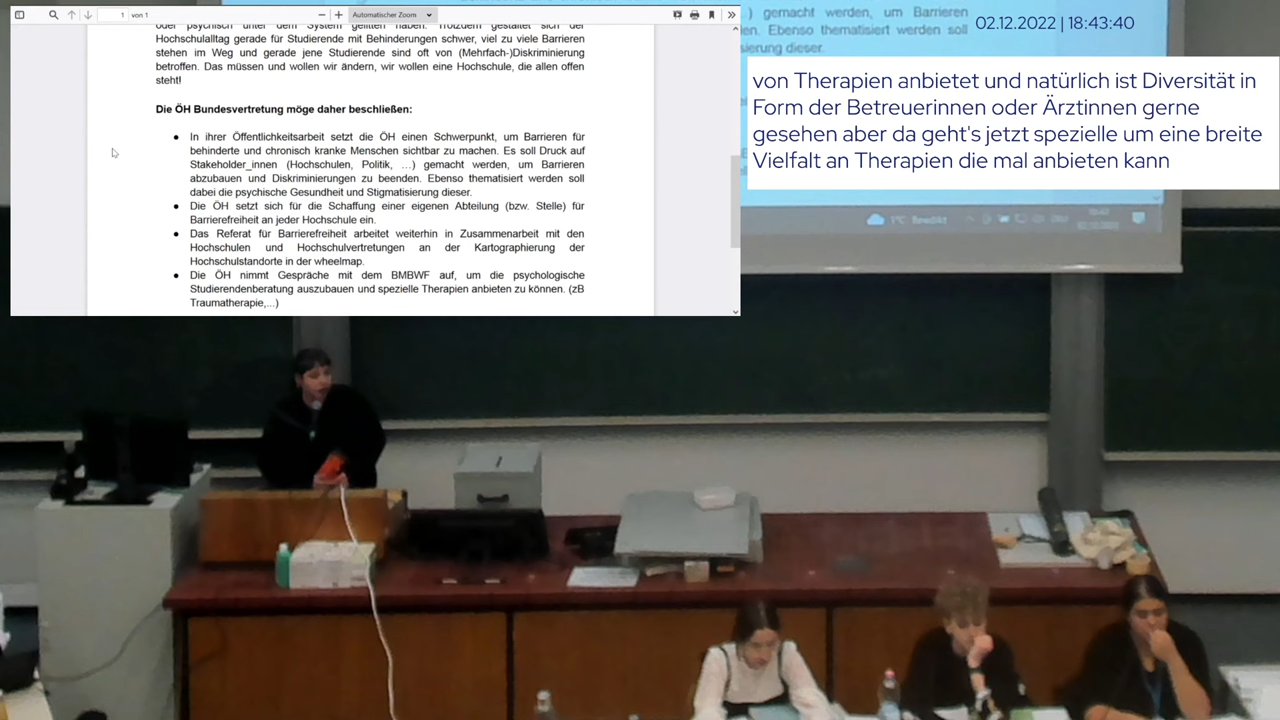 1 von 1
Automatischer Zoom
oder psychisch unter dem System gelitten haben. Trotzdem gestaltet sich der
Hochschulalltag gerade für Studierende mit Behinderungen schwer, viel zu viele Barrieren
stehen im Weg und gerade jene Studierende sind oft von (Mehrfach-)Diskriminierung
betroffen. Das müssen und wollen wir ändern, wir wollen eine Hochschule, die allen offen
steht!
Die ÖH Bundesvertretung möge daher beschließen:
● In ihrer Öffentlichkeitsarbeit setzt die ÖH einen Schwerpunkt, um Barrieren für
behinderte und chronisch kranke Menschen sichtbar zu machen. Es soll Druck auf
Stakeholder_innen (Hochschulen, Politik, ...) gemacht werden, um Barrieren
abzubauen und Diskriminierungen zu beenden. Ebenso thematisiert werden soll
dabei die psychische Gesundheit und Stigmatisierung dieser.
● Die ÖH setzt sich für die Schaffung einer eigenen Abteilung (bzw. Stelle) für
Barrierefreiheit an jeder Hochschule ein.
● Das Referat für Barrierefreiheit arbeitet weiterhin in Zusammenarbeit mit den
Hochschulen und Hochschulvertretungen an der Kartographierung der
Hochschulstandorte in der wheelmap.
● Die ÖH nimmt Gespräche mit dem BMBWF auf, um die psychologische
Studierendenberatung auszubauen und spezielle Therapien anbieten zu können. (zB
Traumatherapie,...)
) gemacht werden, um Barrieren
en. Ebenso thematisiert werden soll
sierung dieser.
02.12.2022 | 18:43:40
von Therapien anbietet und natürlich ist Diversität in
Form der Betreuerinnen oder Ärztinnen gerne
gesehen aber da geht's jetzt spezielle um eine breite
Vielfalt an Therapien die mal anbieten kann
1°C Bewölkt